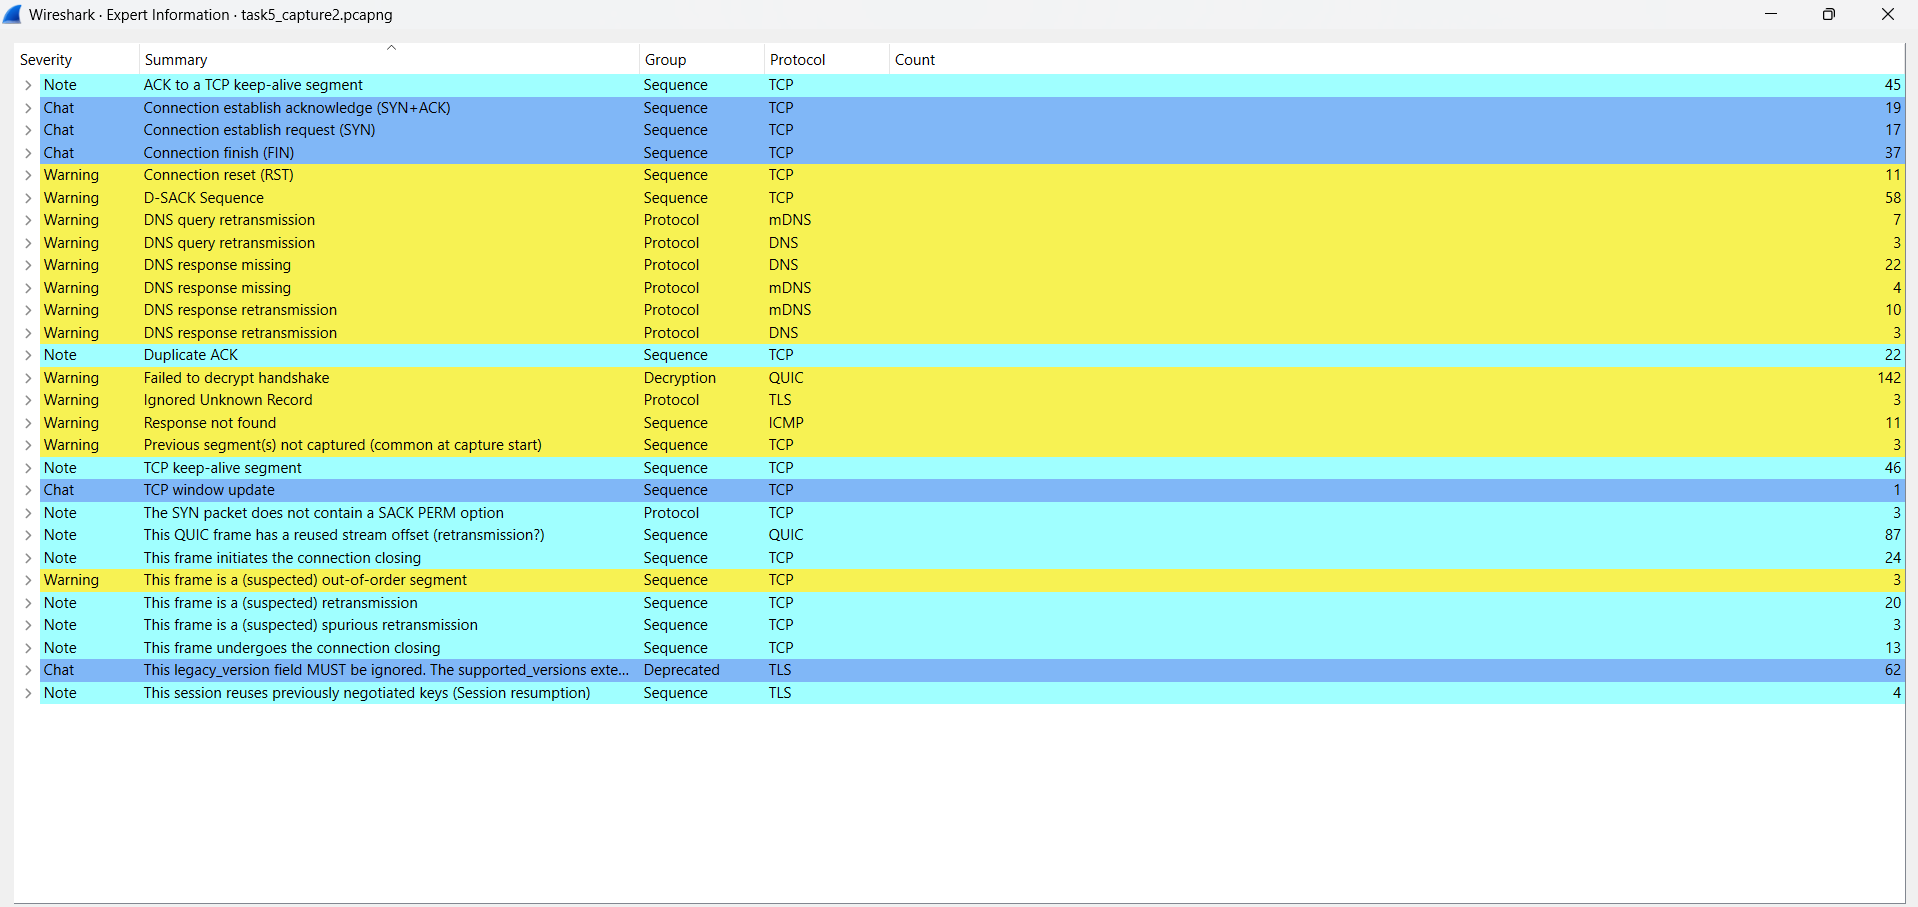 Wireshark · Expert Information · task5_capture2.pcapng
Severity Summary Group Protocol Count
Note ACK to a TCP keep-alive segment Sequence TCP 45
Chat Connection establish acknowledge (SYN+ACK) Sequence TCP 19
Chat Connection establish request (SYN) Sequence TCP 17
Chat Connection finish (FIN) Sequence TCP 37
Warning Connection reset (RST) Sequence TCP 11
Warning D-SACK Sequence Sequence TCP 58
Warning DNS query retransmission Protocol mDNS 7
Warning DNS query retransmission Protocol DNS 3
Warning DNS response missing Protocol DNS 22
Warning DNS response missing Protocol mDNS 4
Warning DNS response retransmission Protocol mDNS 10
Warning DNS response retransmission Protocol DNS 3
Note Duplicate ACK Sequence TCP 22
Warning Failed to decrypt handshake Decryption QUIC 142
Warning Ignored Unknown Record Protocol TLS 3
Warning Response not found Sequence ICMP 11
Warning Previous segment(s) not captured (common at capture start) Sequence TCP 3
Note TCP keep-alive segment Sequence TCP 46
Chat TCP window update Sequence TCP 1
Note The SYN packet does not contain a SACK PERM option Protocol TCP 3
Note This QUIC frame has a reused stream offset (retransmission?) Sequence QUIC 87
Note This frame initiates the connection closing Sequence TCP 24
Warning This frame is a (suspected) out-of-order segment Sequence TCP 3
Note This frame is a (suspected) retransmission Sequence TCP 20
Note This frame is a (suspected) spurious retransmission Sequence TCP 3
Note This frame undergoes the connection closing Sequence TCP 13
Chat This legacy_version field MUST be ignored. The supported_versions exte... Deprecated TLS 62
Note This session reuses previously negotiated keys (Session resumption) Sequence TLS 4